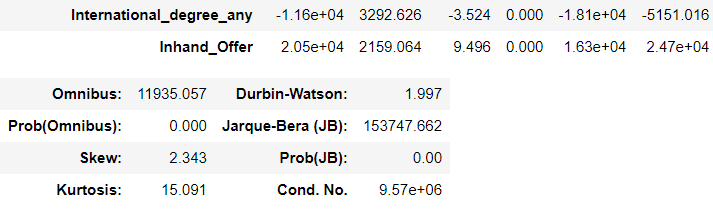 International_degree_any -1.16e+04 3292.626 -3.524 0.000 -1.81e+04 -5151.016
Inhand_Offer 2.05e+04 2159.064 9.496 0.000 1.63e+04 2.47e+04
Omnibus: 11935.057 Durbin-Watson: 1.997
Prob(Omnibus): 0.000 Jarque-Bera (JB): 153747.662
Skew: 2.343 Prob(JB): 0.00
Kurtosis: 15.091 Cond. No. 9.57e+06